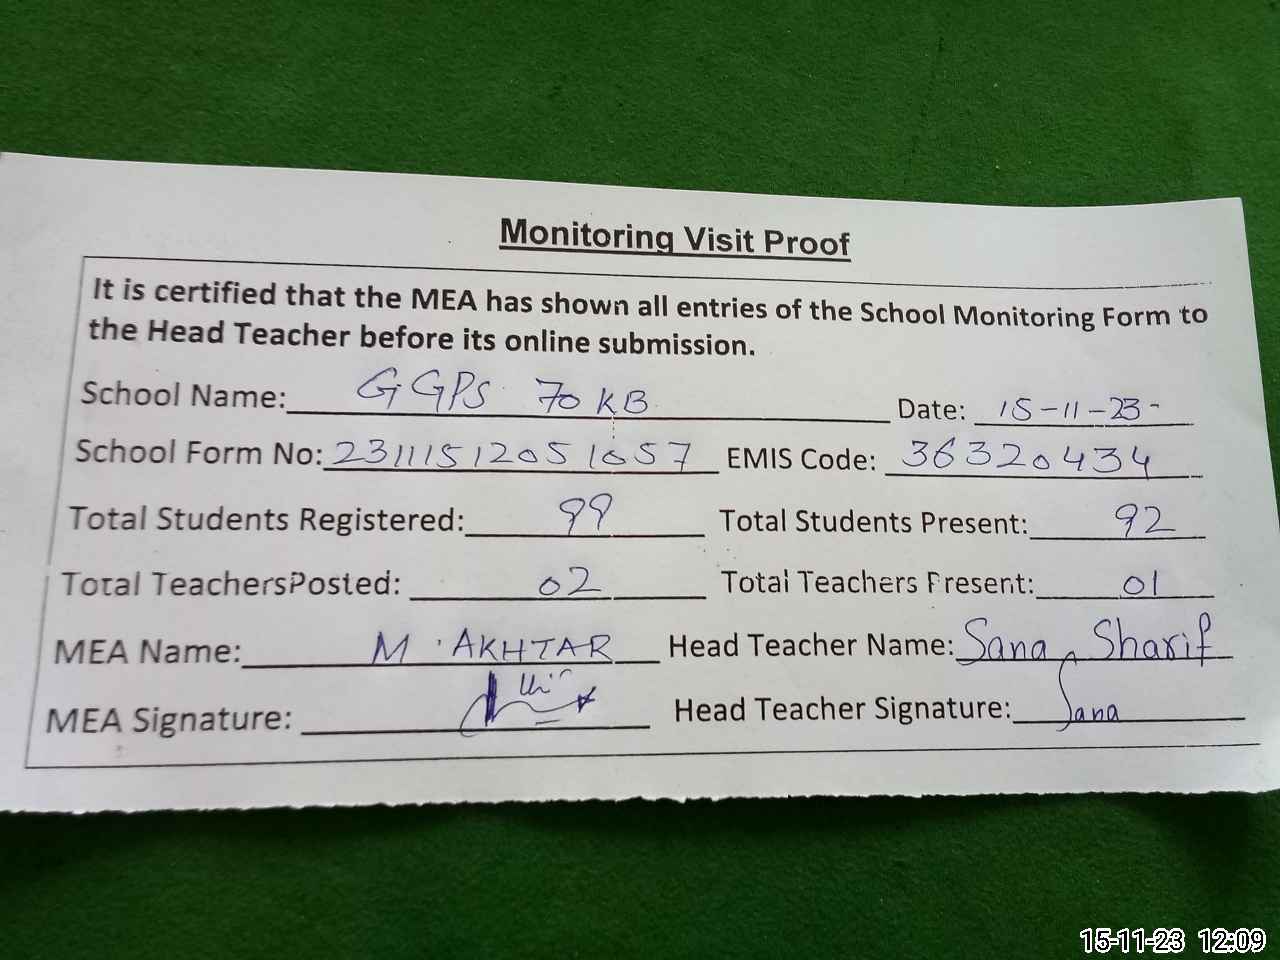 Monitoring Visit Proof
It is certified that the MEA has shown all entries of the School Monitoring Form to
the Head Teacher before its online submission.
School Name: GGPS 70 KB Date: 15-11-23-
School Form No: 23111512051057 EMIS Code: 36320434
Total Students Registered: 99 Total Students Present: 92
Total TeachersPosted: 02 Total Teachers Present: 01
MEA Name: M. AKHTAR Head Teacher Name: Sana Sharif
MEA Signature: Head Teacher Signature: Sana
15-11-23 12:09